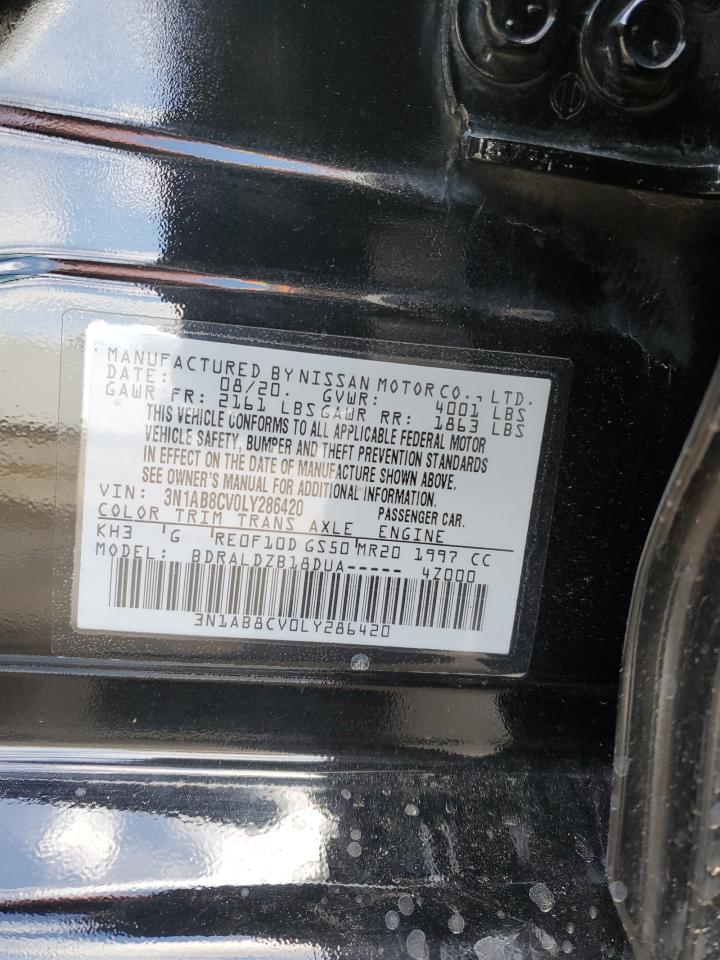 MANUFACTURED BY NISSAN MOTOR CO., LTD.
DATE: 08/20. GVWR: 4001 LBS
GAWR FR: 2161 LBS GAWR RR: 1863 LBS
THIS VEHICLE CONFORMS TO ALL APPLICABLE FEDERAL MOTOR
VEHICLE SAFETY, BUMPER AND THEFT PREVENTION STANDARDS
IN EFFECT ON THE DATE OF MANUFACTURE SHOWN ABOVE.
SEE OWNER'S MANUAL FOR ADDITIONAL INFORMATION.
VIN: 3N1AB8CV0LY286420 PASSENGER CAR.
COLOR TRIM TRANS AXLE ENGINE
KH3 G RE0F10D GS50 MR20 1997 CC
MODEL: BDRALDZB18DUA----- 4Z000
3N1AB8CV0LY286420